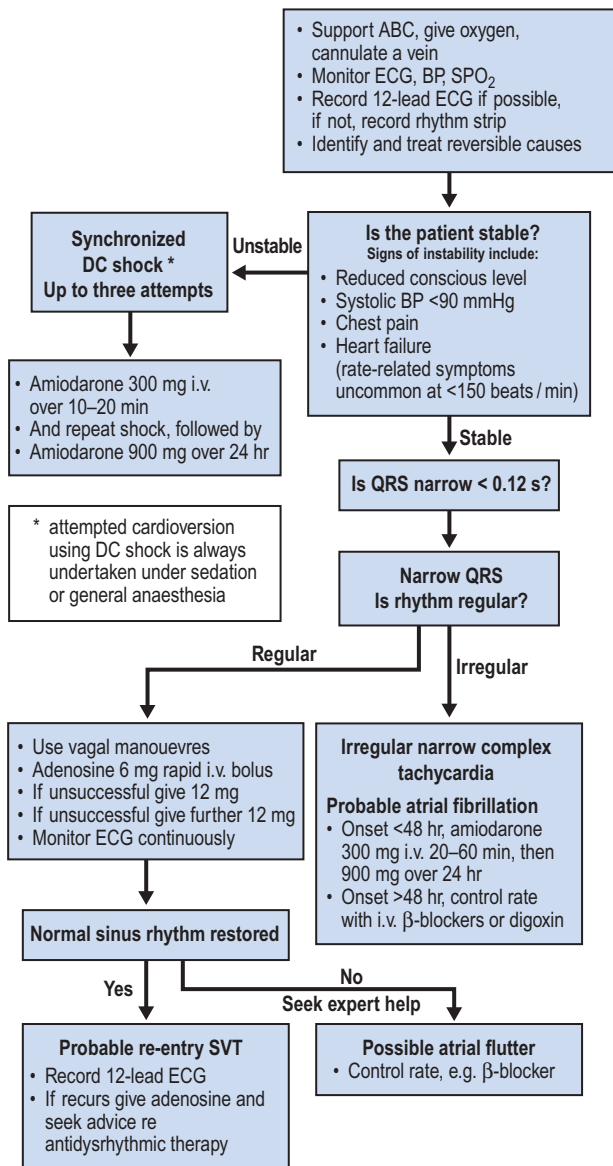 • Support ABC, give oxygen,
cannulate a vein
• Monitor ECG, BP, SPO₂
• Record 12-lead ECG if possible,
if not, record rhythm strip
• Identify and treat reversible causes
Is the patient stable?
Signs of instability include:
• Reduced conscious level
• Systolic BP <90 mmHg
• Chest pain
• Heart failure
(rate-related symptoms
uncommon at <150 beats / min)
Unstable
Synchronized
DC shock *
Up to three attempts
• Amiodarone 300 mg i.v.
over 10–20 min
• And repeat shock, followed by
• Amiodarone 900 mg over 24 hr
* attempted cardioversion
using DC shock is always
undertaken under sedation
or general anaesthesia
Stable
Is QRS narrow < 0.12 s?
Narrow QRS
Is rhythm regular?
Regular
Irregular
• Use vagal manouevres
• Adenosine 6 mg rapid i.v. bolus
• If unsuccessful give 12 mg
• If unsuccessful give further 12 mg
• Monitor ECG continuously
Irregular narrow complex
tachycardia
Probable atrial fibrillation
• Onset <48 hr, amiodarone
300 mg i.v. 20–60 min, then
900 mg over 24 hr
• Onset >48 hr, control rate
with i.v. β-blockers or digoxin
Normal sinus rhythm restored
Yes
No
Seek expert help
Probable re-entry SVT
• Record 12-lead ECG
• If recurs give adenosine and
seek advice re
antidysrhythmic therapy
Possible atrial flutter
• Control rate, e.g. β-blocker